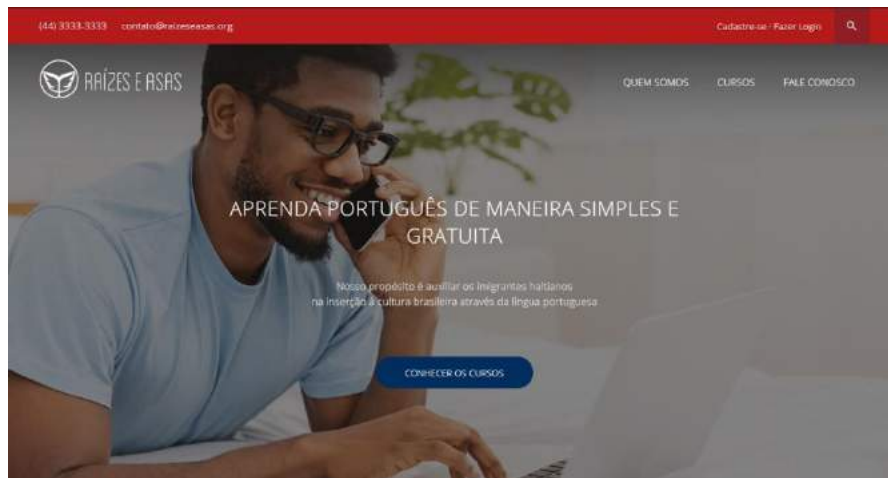 (44) 3333-3333 contato@raizeseasas.org Cadastre-se / Fazer Login
RAÍZES E ASAS QUEM SOMOS CURSOS FALE CONOSCO
APRENDA PORTUGUÊS DE MANEIRA SIMPLES E
GRATUITA
Nosso propósito é auxiliar os imigrantes haitianos
na inserção à cultura brasileira através da língua portuguesa
CONHECER OS CURSOS